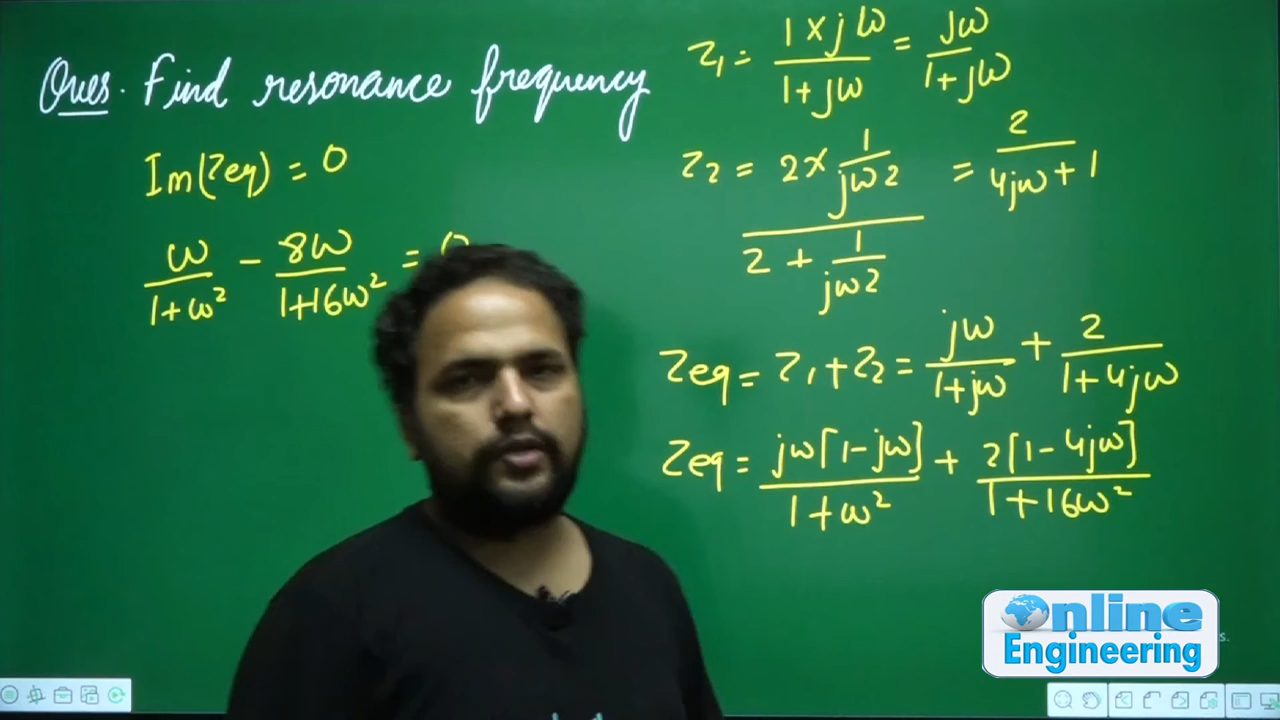 Ques. Find resonance frequency
Im(Zeq) = 0
ω/(1+ω²) - 8ω/(1+16ω²) = 0
Z₁ = (1×jω)/(1+jω) = jω/(1+jω)
Z₂ = (2× 1/(jω2))/(2 + 1/(jω2)) = 2/(4jω+1)
Zeq = Z₁+Z₂ = jω/(1+jω) + 2/(1+4jω)
Zeq = jω[1-jω]/(1+ω²) + 2[1-4jω]/(1+16ω²)
Online
Engineering